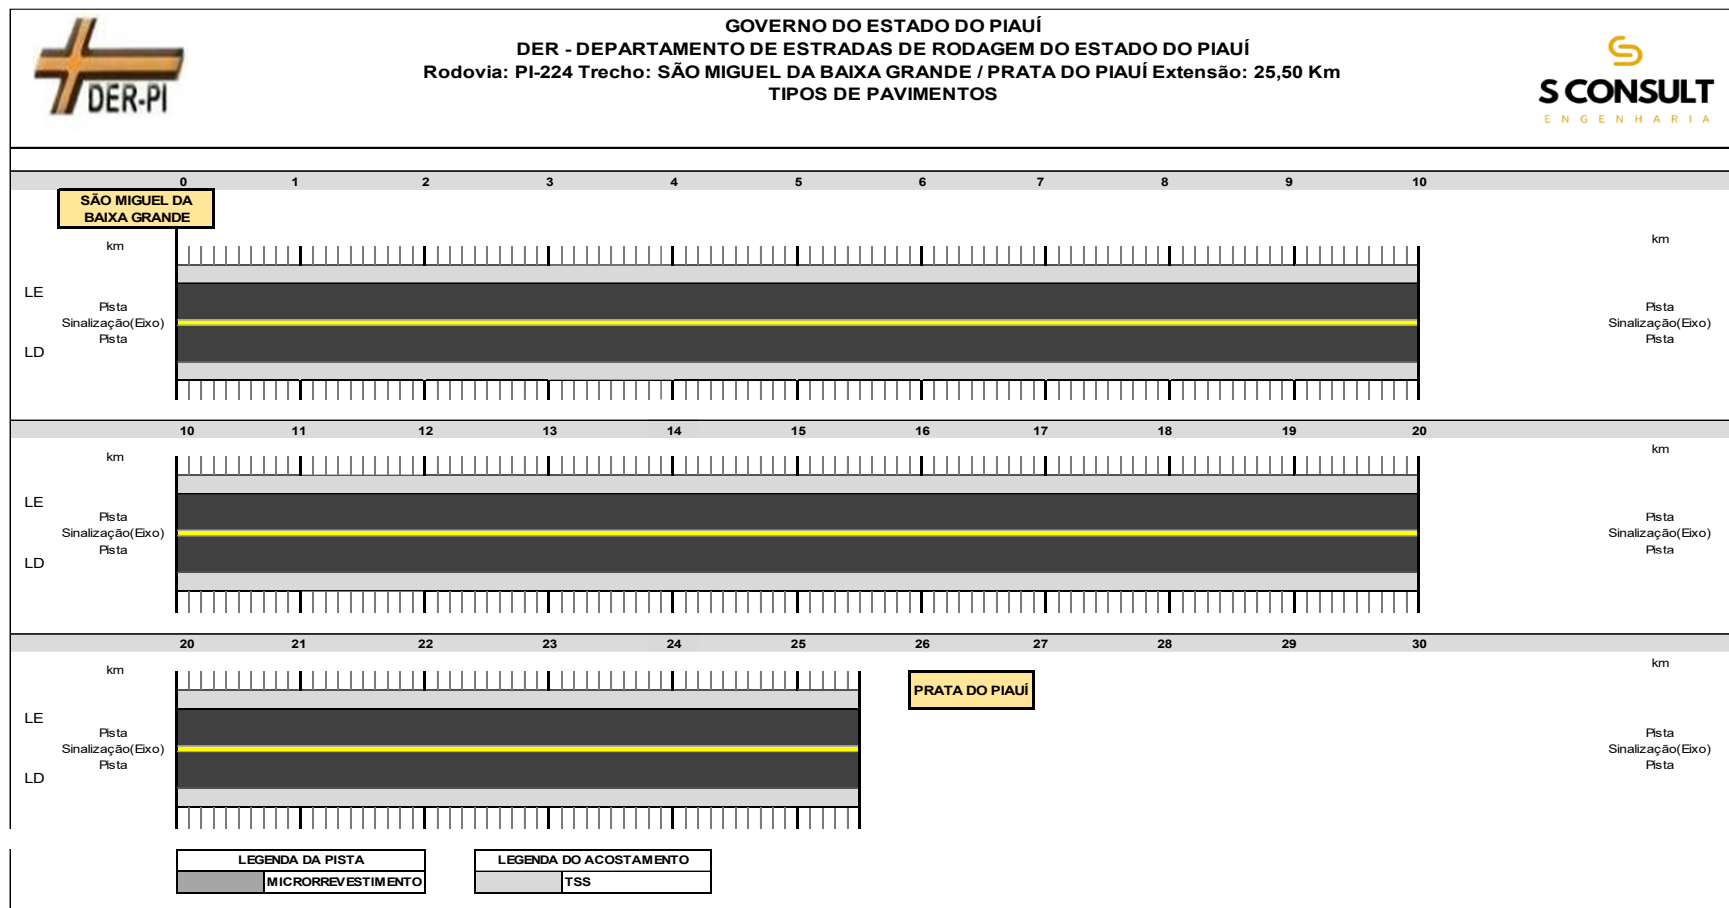 DER-PI
GOVERNO DO ESTADO DO PIAUÍ
DER - DEPARTAMENTO DE ESTRADAS DE RODAGEM DO ESTADO DO PIAUÍ
Rodovia: PI-224 Trecho: SÃO MIGUEL DA BAIXA GRANDE / PRATA DO PIAUÍ Extensão: 25,50 Km
TIPOS DE PAVIMENTOS
S CONSULT
ENGENHARIA
0 1 2 3 4 5 6 7 8 9 10
SÃO MIGUEL DA
BAIXA GRANDE
km km
LE
Pista Pista
Sinalização(Eixo) Sinalização(Eixo)
Pista Pista
LD
10 11 12 13 14 15 16 17 18 19 20
km km
LE
Pista Pista
Sinalização(Eixo) Sinalização(Eixo)
Pista Pista
LD
20 21 22 23 24 25 26 27 28 29 30
km km
PRATA DO PIAUÍ
LE
Pista Pista
Sinalização(Eixo) Sinalização(Eixo)
Pista Pista
LD
LEGENDA DA PISTA
MICRORREVESTIMENTO
LEGENDA DO ACOSTAMENTO
TSS